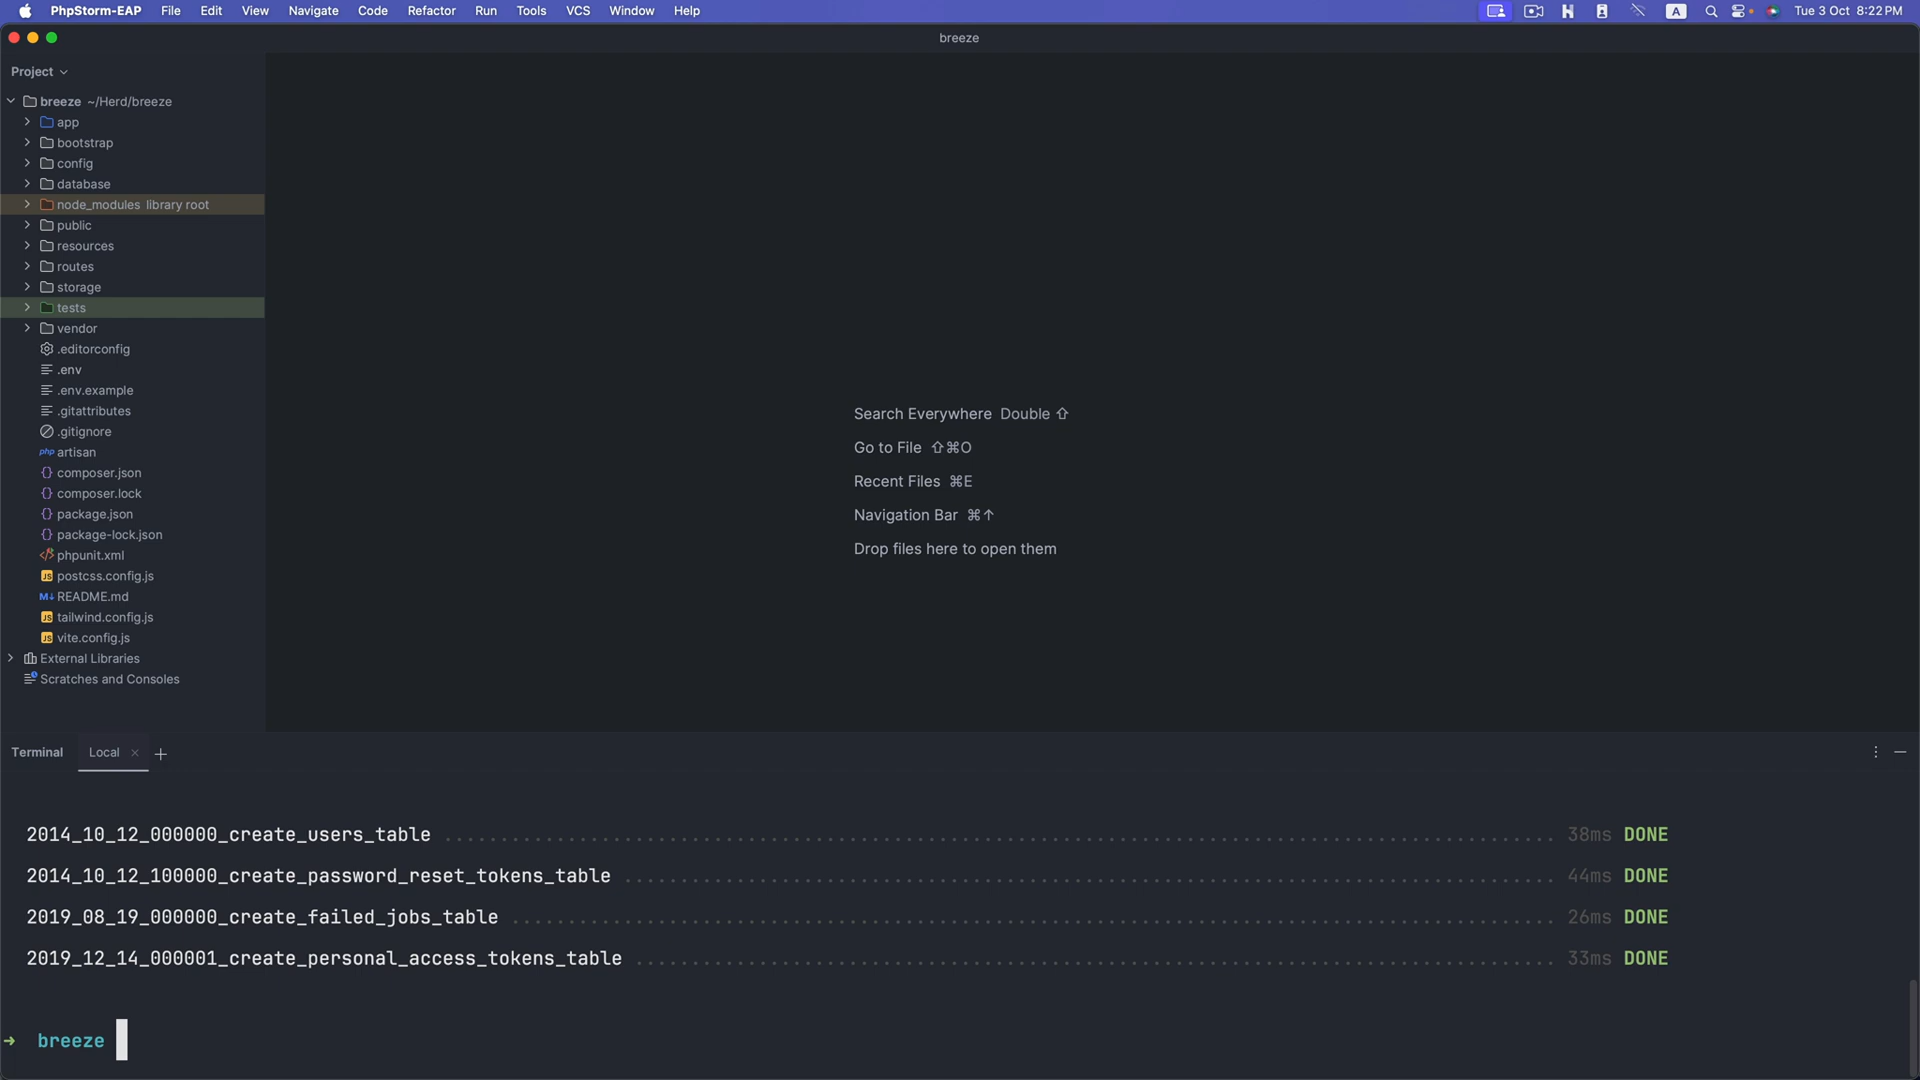 PhpStorm-EAP File Edit View Navigate Code Refactor Run Tools VCS Window Help A Tue 3 Oct 8:22 PM
breeze
Project
breeze ~/Herd/breeze
app
bootstrap
config
database
node_modules library root
public
resources
routes
storage
tests
vendor
.editorconfig
.env
.env.example
.gitattributes
.gitignore
php artisan
{} composer.json
{} composer.lock
{} package.json
{} package-lock.json
phpunit.xml
JS postcss.config.js
M↓ README.md
JS tailwind.config.js
JS vite.config.js
External Libraries
Scratches and Consoles
Search Everywhere Double ⇧
Go to File ⇧⌘O
Recent Files ⌘E
Navigation Bar ⌘↑
Drop files here to open them
Terminal Local × +
2014_10_12_000000_create_users_table ........ 38ms DONE
2014_10_12_100000_create_password_reset_tokens_table ........ 44ms DONE
2019_08_19_000000_create_failed_jobs_table ........ 26ms DONE
2019_12_14_000001_create_personal_access_tokens_table ........ 33ms DONE
➜ breeze